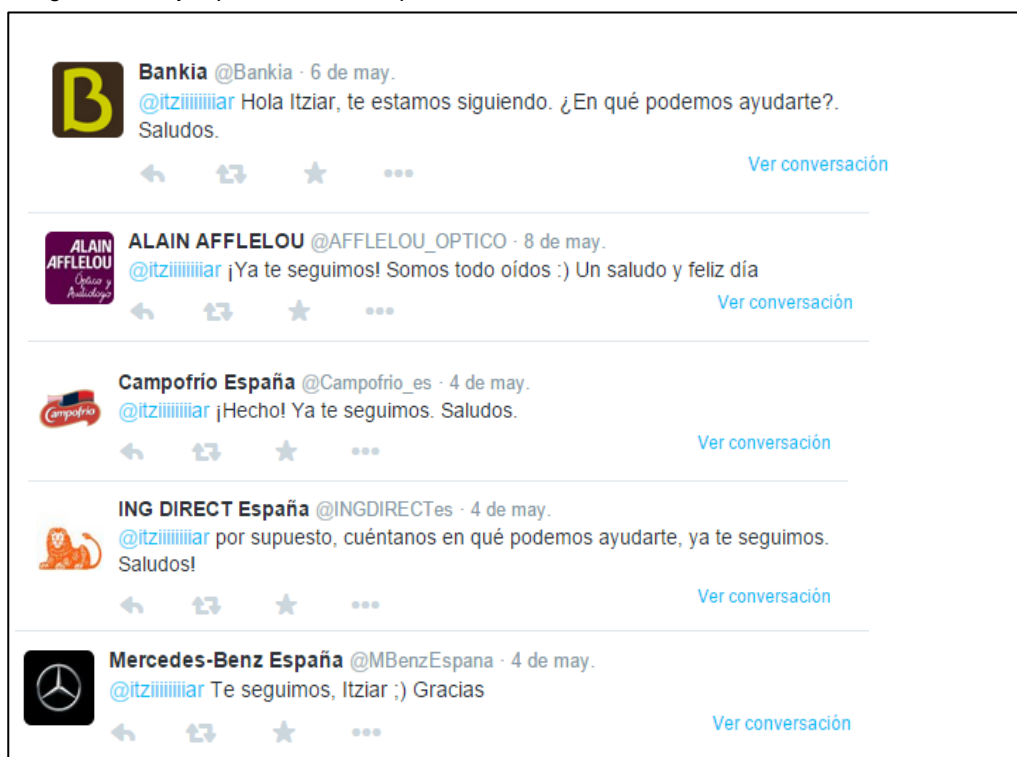 Bankia @Bankia · 6 de may.
@itziiiiiiiar Hola Itziar, te estamos siguiendo. ¿En qué podemos ayudarte?.
Saludos.
Ver conversación
ALAIN
AFFLELOU
Óptico y
Audiólogo
ALAIN AFFLELOU @AFFLELOU_OPTICO · 8 de may.
@itziiiiiiiar ¡Ya te seguimos! Somos todo oídos :) Un saludo y feliz día
Ver conversación
Campofrío
Campofrío España @Campofrio_es · 4 de may.
@itziiiiiiiar ¡Hecho! Ya te seguimos. Saludos.
Ver conversación
ING DIRECT España @INGDIRECTes · 4 de may.
@itziiiiiiiar por supuesto, cuéntanos en qué podemos ayudarte, ya te seguimos.
Saludos!
Ver conversación
Mercedes-Benz España @MBenzEspana · 4 de may.
@itziiiiiiiar Te seguimos, Itziar ;) Gracias
Ver conversación